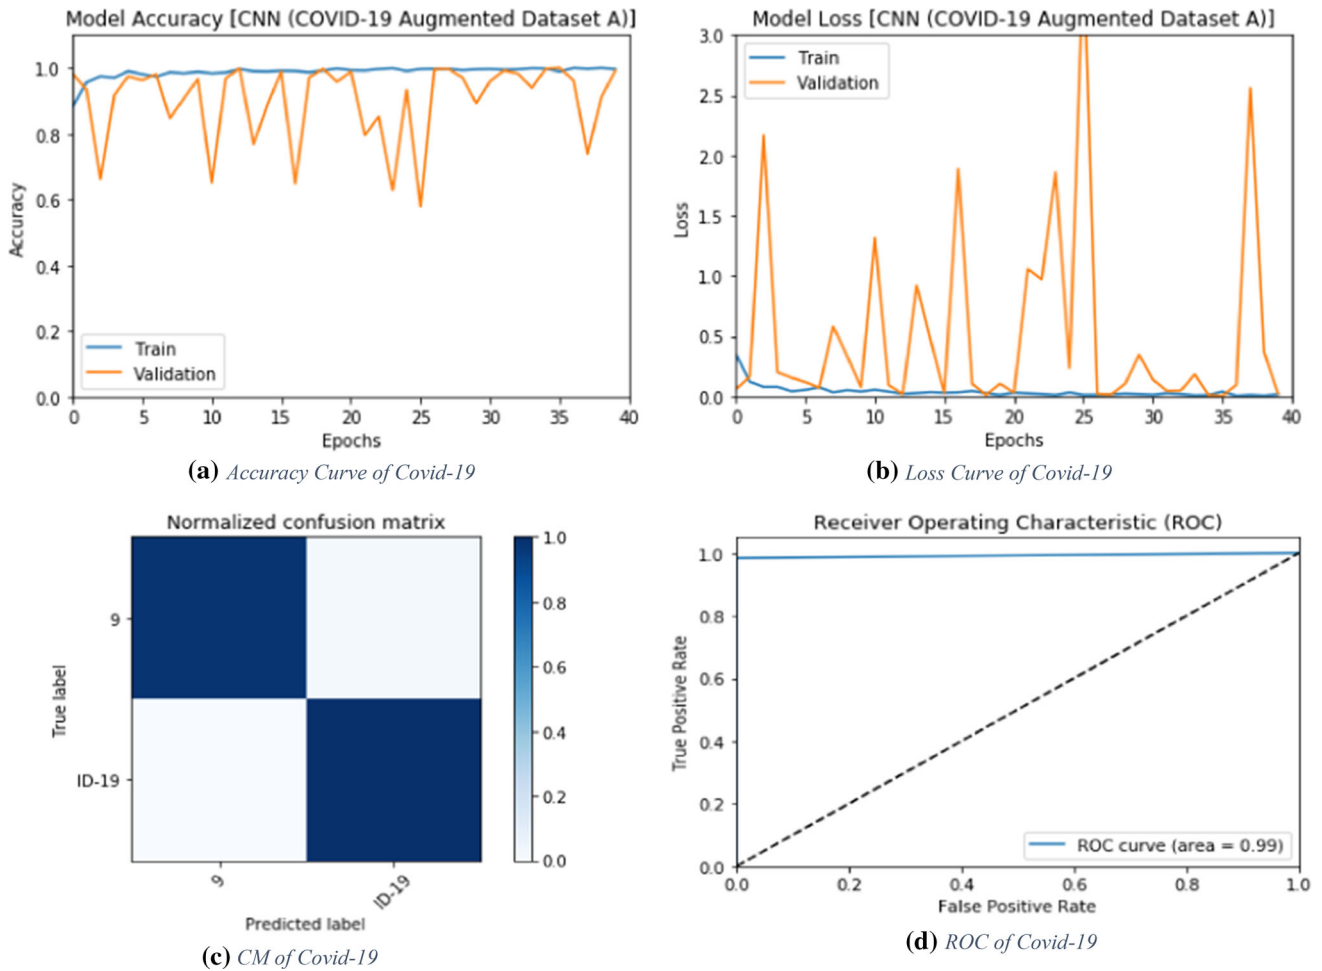 Model Accuracy [CNN (COVID-19 Augmented Dataset A)]
1.0
0.8
0.6
0.4
0.2
0.0
Accuracy
Train
Validation
0 5 10 15 20 25 30 35 40
Epochs
(a) Accuracy Curve of Covid-19
Model Loss [CNN (COVID-19 Augmented Dataset A)]
3.0
2.5
2.0
1.5
1.0
0.5
0.0
Loss
Train
Validation
0 5 10 15 20 25 30 35 40
Epochs
(b) Loss Curve of Covid-19
Normalized confusion matrix
True label
9
ID-19
9 ID-19
Predicted label
1.0
0.8
0.6
0.4
0.2
0.0
(c) CM of Covid-19
Receiver Operating Characteristic (ROC)
1.0
0.8
0.6
0.4
0.2
0.0
True Positive Rate
ROC curve (area = 0.99)
0.0 0.2 0.4 0.6 0.8 1.0
False Positive Rate
(d) ROC of Covid-19